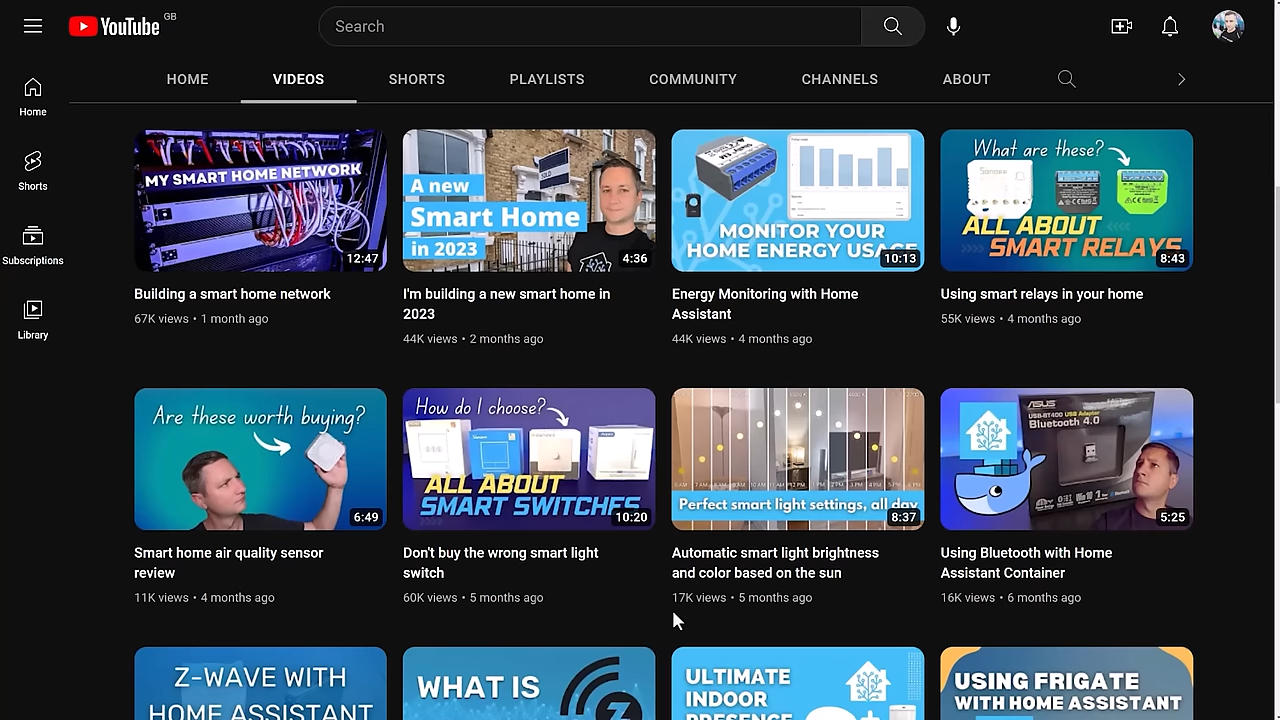 YouTube GB
Search
HOME VIDEOS SHORTS PLAYLISTS COMMUNITY CHANNELS ABOUT
Home
Shorts
Subscriptions
Library
MY SMART HOME NETWORK
12:47
Building a smart home network
67K views • 1 month ago
SOLD
A new
Smart Home
in 2023
4:36
I'm building a new smart home in
2023
44K views • 2 months ago
MONITOR YOUR
HOME ENERGY USAGE
10:13
Energy Monitoring with Home
Assistant
44K views • 4 months ago
What are these?
SONOFF
ALL ABOUT
SMART RELAYS
8:43
Using smart relays in your home
55K views • 4 months ago
Are these worth buying?
6:49
Smart home air quality sensor
review
11K views • 4 months ago
How do I choose?
ALL ABOUT
SMART SWITCHES
10:20
Don't buy the wrong smart light
switch
60K views • 5 months ago
Perfect smart light settings, all day
8:37
Automatic smart light brightness
and color based on the sun
17K views • 5 months ago
ASUS
USB-BT400 USB Adapter
Bluetooth 4.0
5:25
Using Bluetooth with Home
Assistant Container
16K views • 6 months ago
Z-WAVE WITH
HOME ASSISTANT
WHAT IS
ULTIMATE
INDOOR
PRESENCE
USING FRIGATE
WITH HOME ASSISTANT